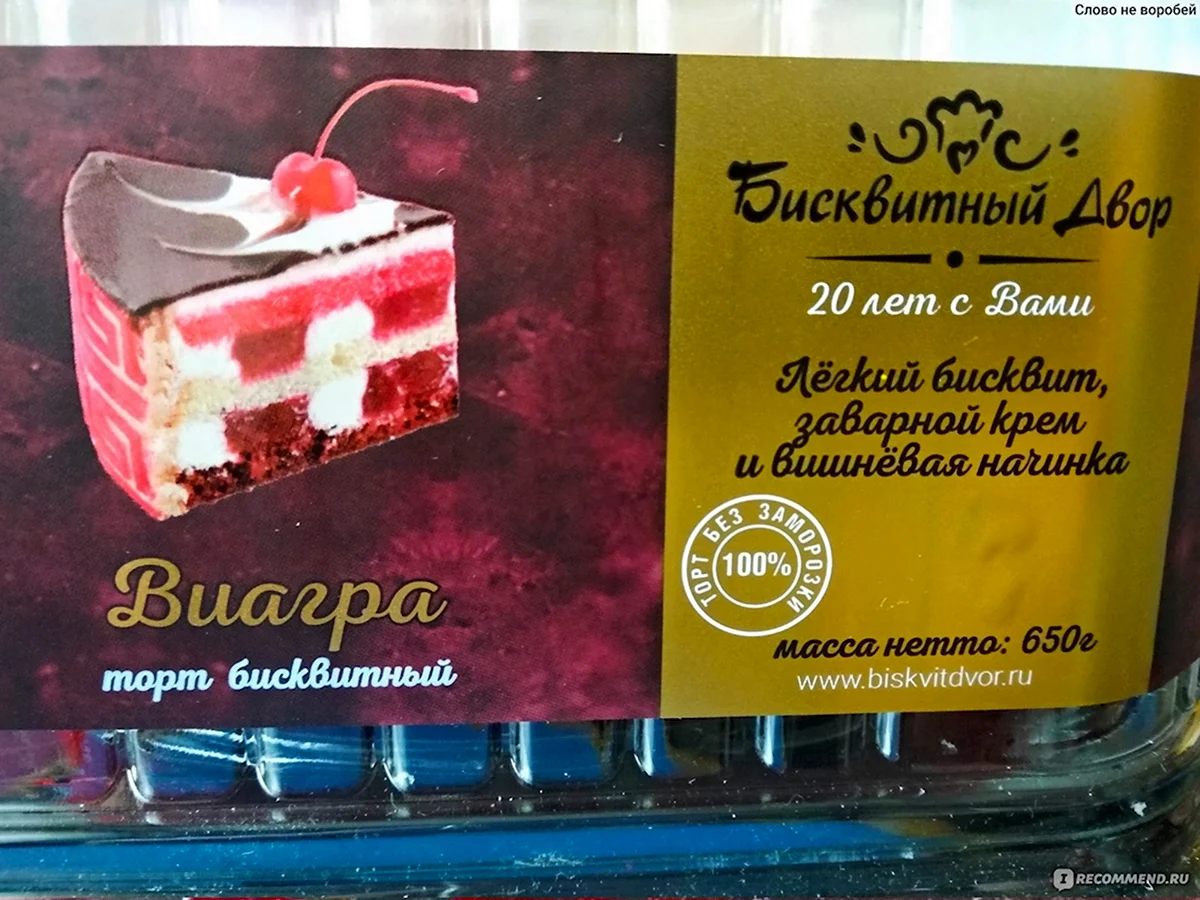 Слово не воробей
Бисквитный Двор
20 лет с Вами
Лёгкий бисквит,
заварной крем
и вишнёвая начинка
ТОРТ БЕЗ ЗАМОРОЗКИ
100%
масса нетто: 650г
www.biskvitdvor.ru
Виагра
торт бисквитный
IRECOMMEND.RU